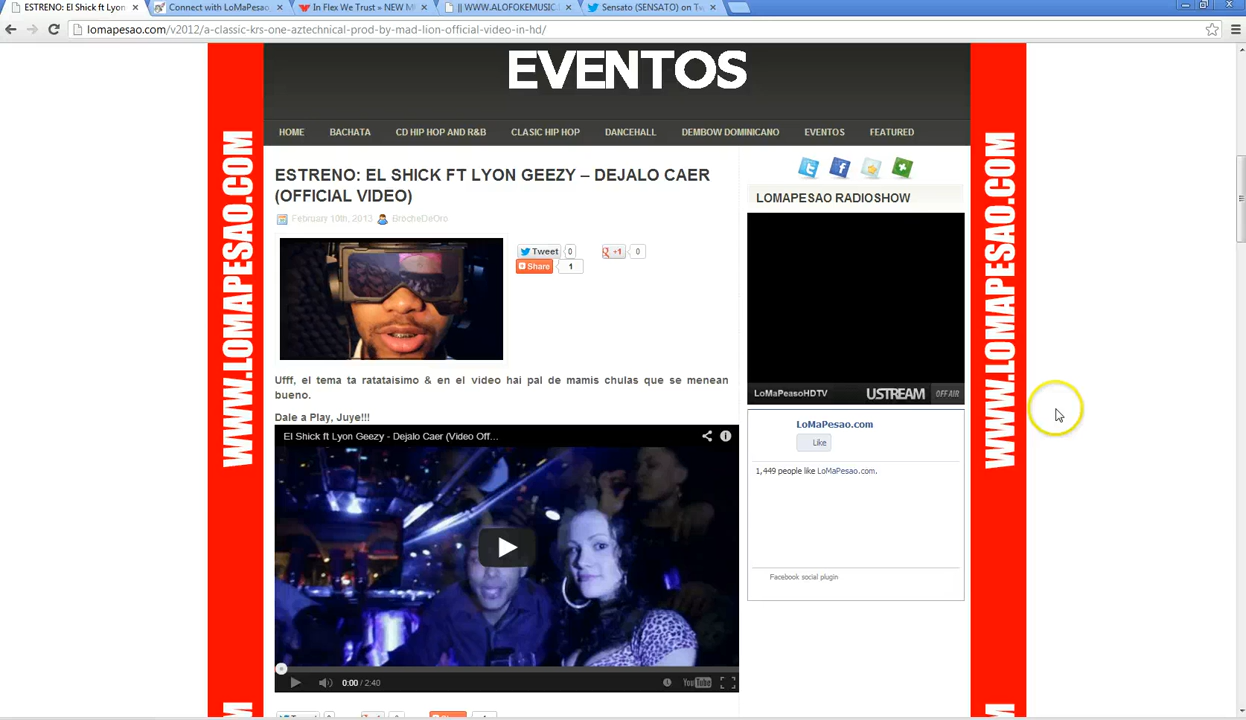 ESTRENO: El Shick ft Lyon
Connect with LoMaPesao.
In Flex We Trust » NEW M
|| WWW.ALOFOKEMUSIC.
Sensato (SENSATO) on Tw
lomapesao.com/v2012/a-classic-krs-one-aztechnical-prod-by-mad-lion-official-video-in-hd/
EVENTOS
HOME BACHATA CD HIP HOP AND R&B CLASIC HIP HOP DANCEHALL DEMBOW DOMINICANO EVENTOS FEATURED
WWW.LOMAPESAO.COM
ESTRENO: EL SHICK FT LYON GEEZY – DEJALO CAER
(OFFICIAL VIDEO)
February 10th, 2013 BrocheDeOro
Tweet 0 +1 0
Share 1
Ufff, el tema ta ratataisimo & en el video hai pal de mamis chulas que se menean
bueno.
Dale a Play, Juye!!!
El Shick ft Lyon Geezy - Dejalo Caer (Video Off...
0:00 / 2:40 YouTube
LOMAPESAO RADIOSHOW
LoMaPeasoHDTV USTREAM OFF AIR
LoMaPesao.com
Like
1,449 people like LoMaPesao.com.
Facebook social plugin
WWW.LOMAPESAO.COM